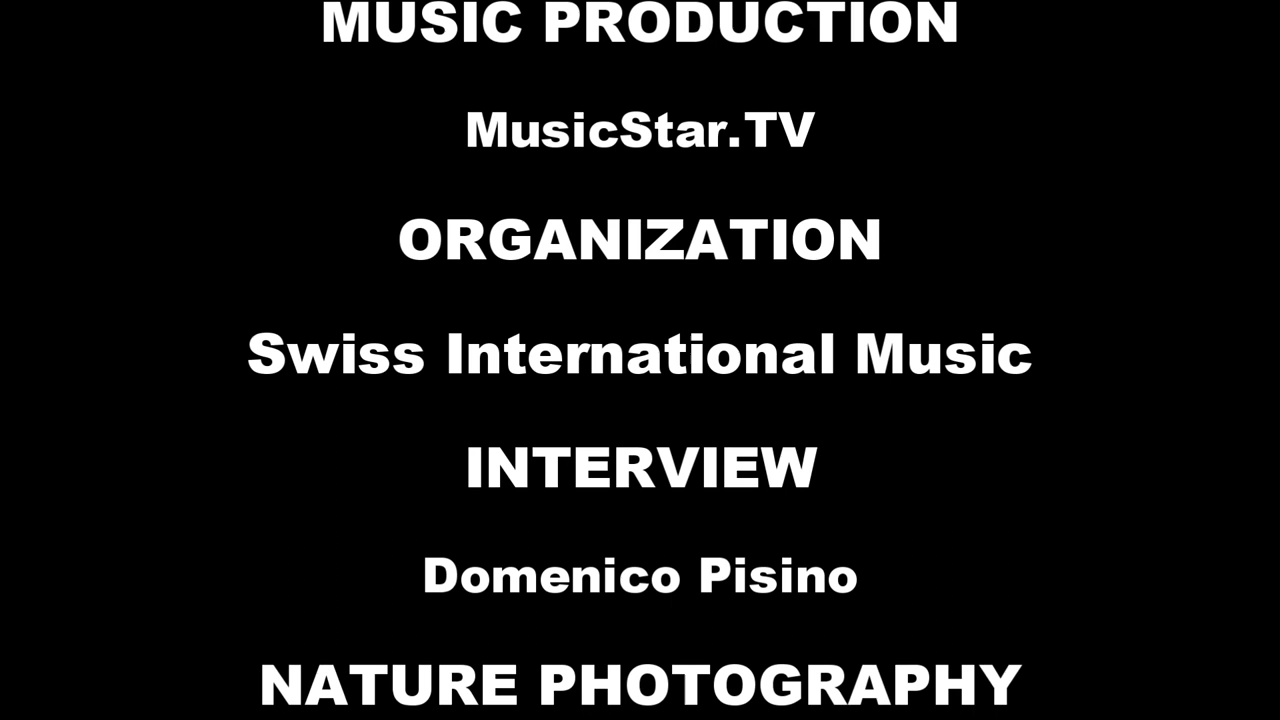 MUSIC PRODUCTION
MusicStar.TV
ORGANIZATION
Swiss International Music
INTERVIEW
Domenico Pisino
NATURE PHOTOGRAPHY